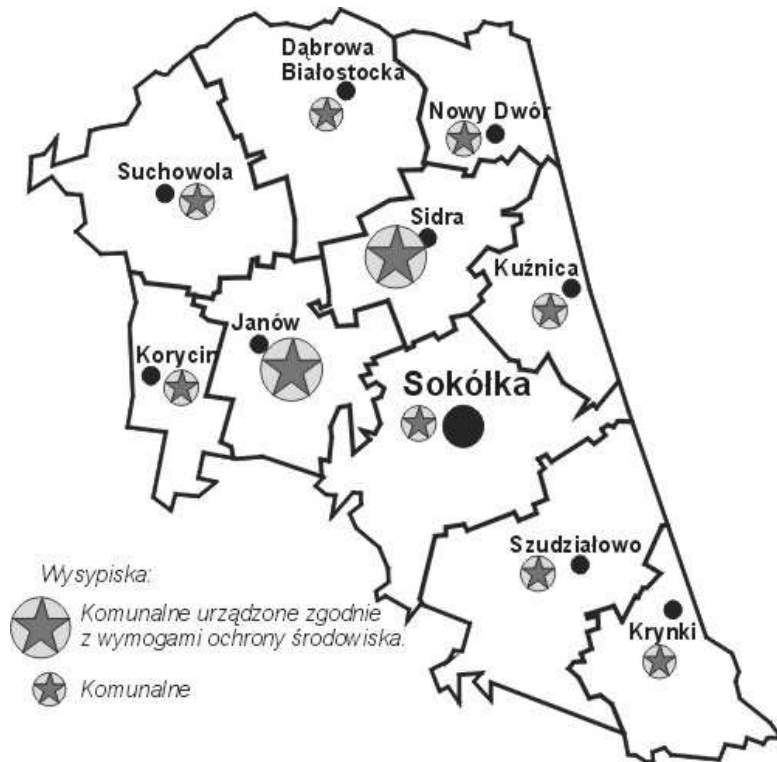 Dąbrowa
Białostocka
Nowy Dwór
Suchowola
Sidra
Kuźnica
Janów
Korycin
Sokółka
Szudziałowo
Krynki
Wysypiska:
Komunalne urządzone zgodnie
z wymogami ochrony środowiska.
Komunalne